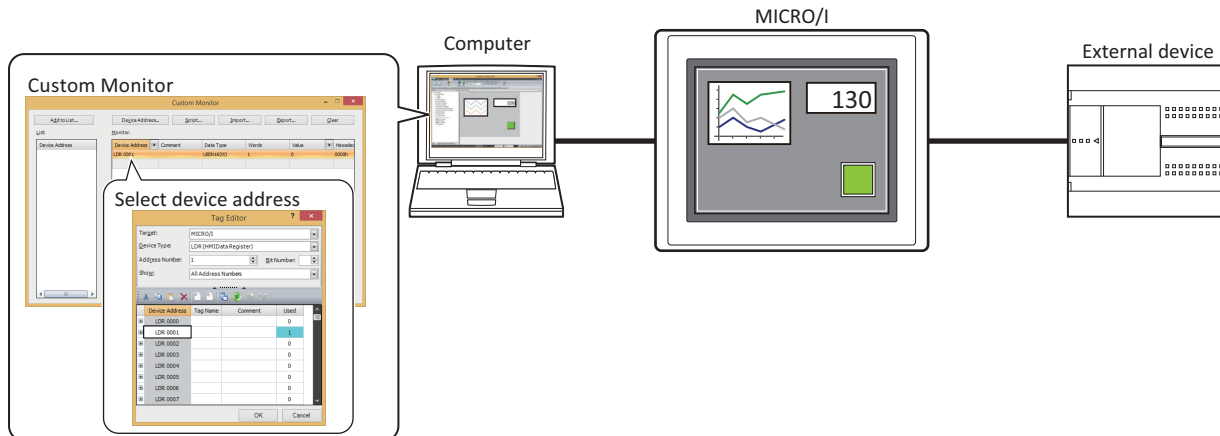 MICRO/I
Computer
External device
130
Custom Monitor
Custom Monitor
Add to List... Device Address... Script... Import... Export... Clear
List: Monitor:
Device Address Device Address Comment Data Type Words Value Hexadec
LDR 0001 UBIN16(W) 1 0 0000h
Select device address
Tag Editor ? ×
Target: MICRO/I
Device Type: LDR (HMI Data Register)
Address Number: 1 Bit Number:
Show: All Address Numbers
Device Address Tag Name Comment Used
LDR 0000 0
LDR 0001 1
LDR 0002 0
LDR 0003 0
LDR 0004 0
LDR 0005 0
LDR 0006 0
LDR 0007 0
OK Cancel